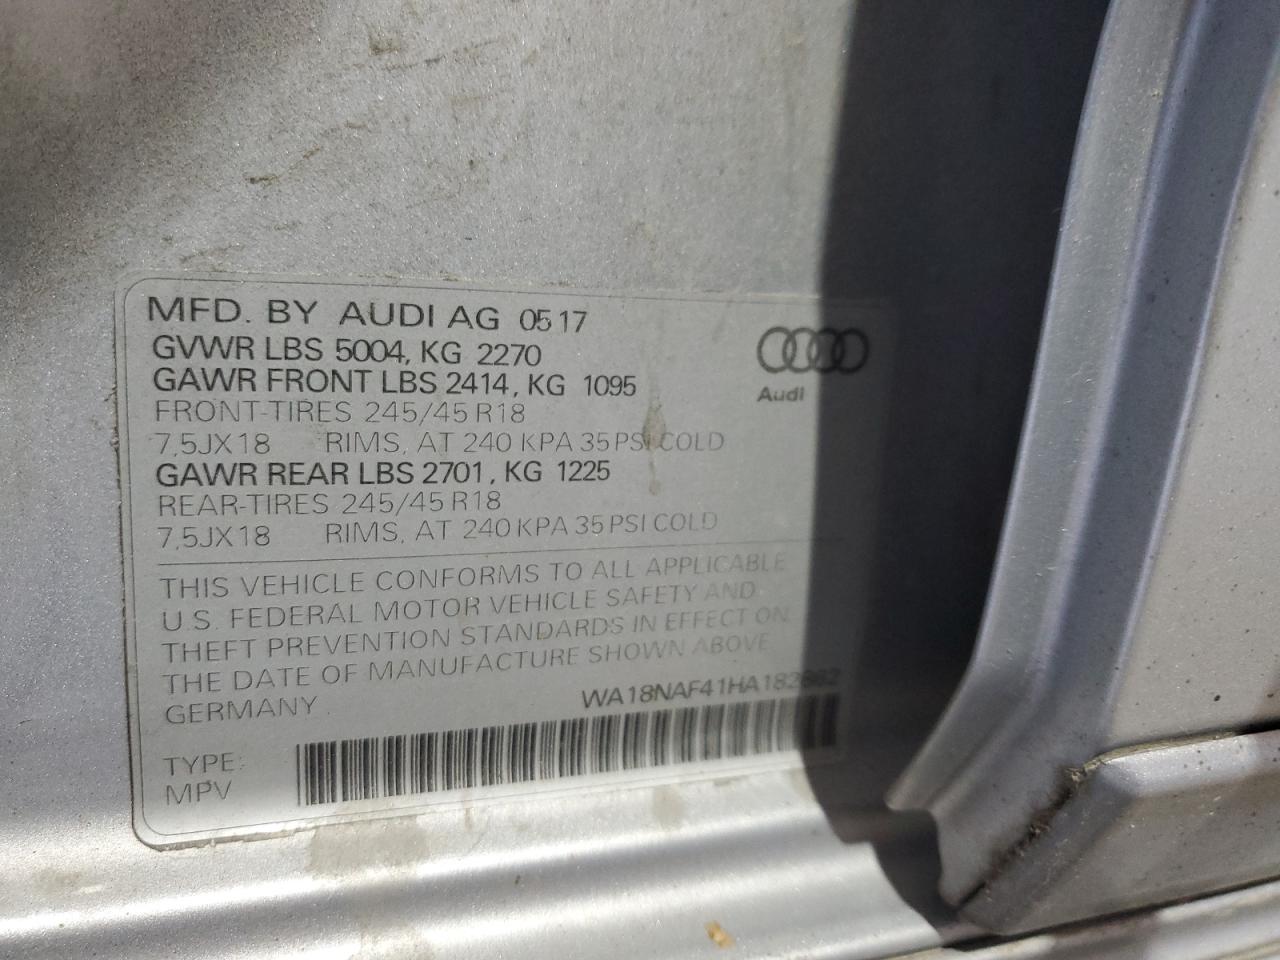 MFD. BY AUDI AG 0517
GVWR LBS 5004, KG 2270
GAWR FRONT LBS 2414, KG 1095
FRONT-TIRES 245/45 R18
7,5JX18 RIMS, AT 240 KPA 35 PSI COLD
GAWR REAR LBS 2701, KG 1225
REAR-TIRES 245/45 R18
7,5JX18 RIMS, AT 240 KPA 35 PSI COLD
Audi
THIS VEHICLE CONFORMS TO ALL APPLICABLE
U.S. FEDERAL MOTOR VEHICLE SAFETY AND
THEFT PREVENTION STANDARDS IN EFFECT ON
THE DATE OF MANUFACTURE SHOWN ABOVE
GERMANY
TYPE:
MPV